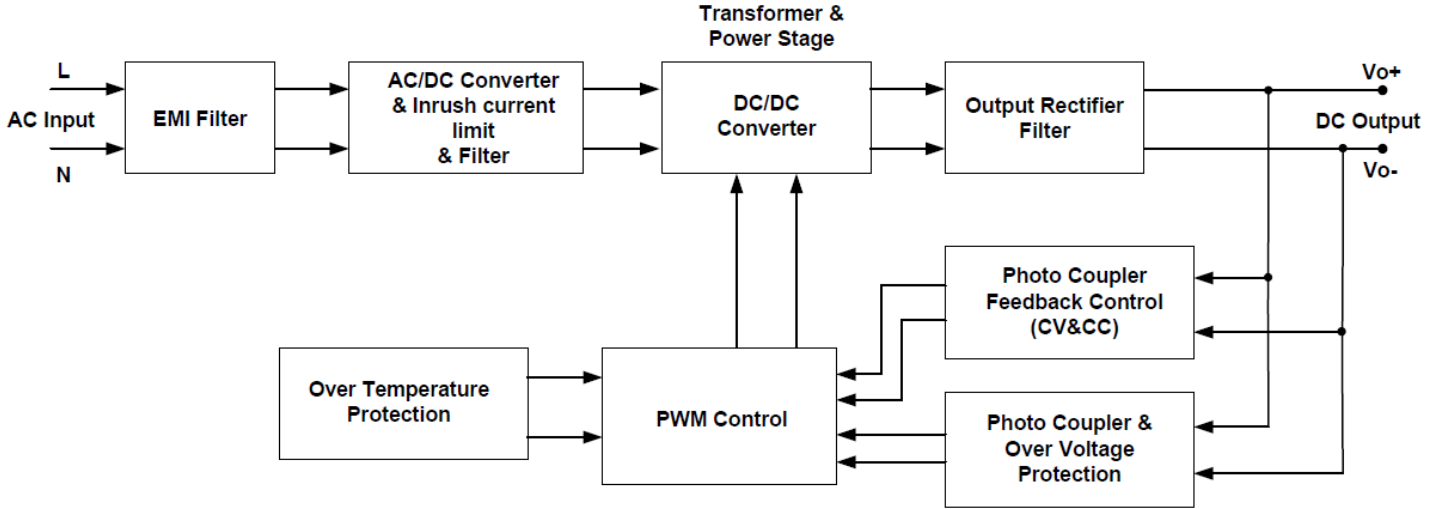 Transformer &
Power Stage
L
AC Input
N
EMI Filter
AC/DC Converter
& Inrush current
limit
& Filter
DC/DC
Converter
Output Rectifier
Filter
Vo+
DC Output
Vo-
Photo Coupler
Feedback Control
(CV&CC)
Over Temperature
Protection
PWM Control
Photo Coupler &
Over Voltage
Protection